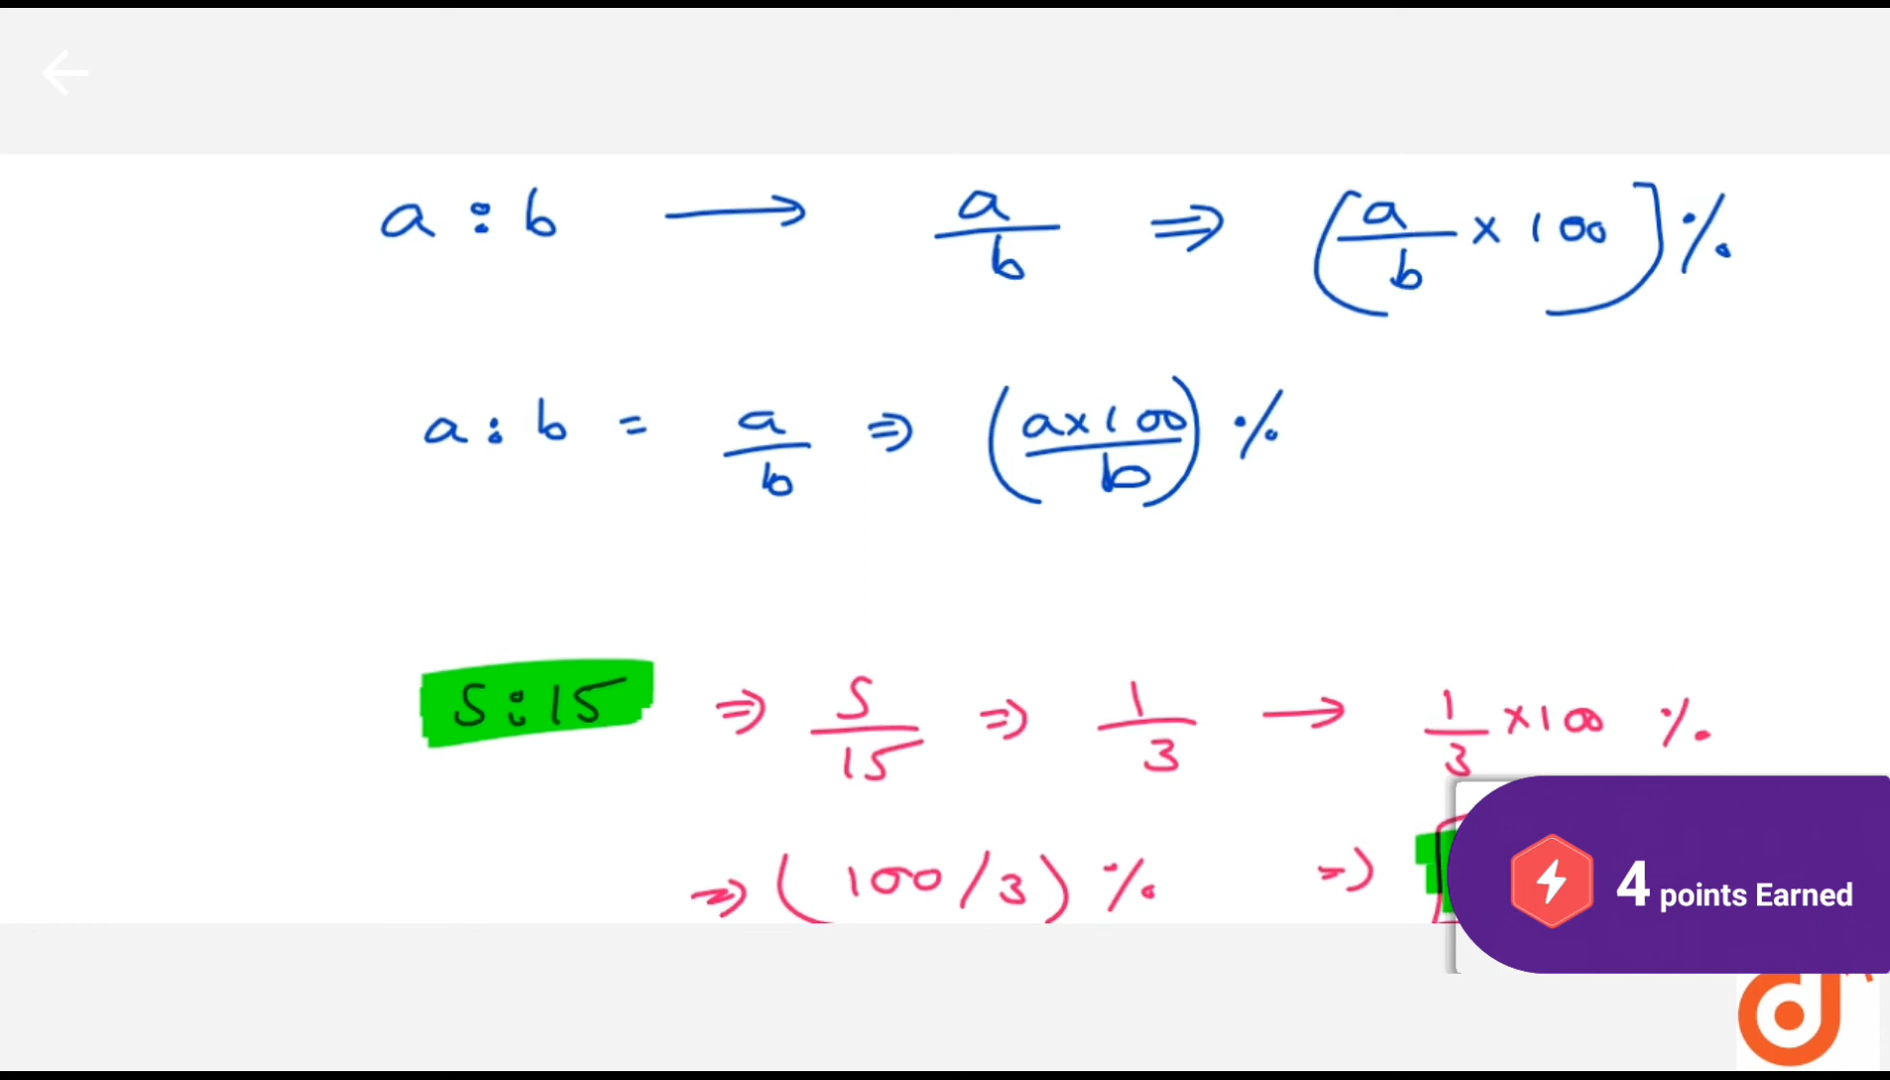 a : b ⟶ a/b ⇒ (a/b × 100)%
a : b = a/b ⇒ (a×100/b)%
5:15 ⇒ 5/15 ⇒ 1/3 ⟶ 1/3 ×100 %
⇒ (100/3)% ⇒
4 points Earned